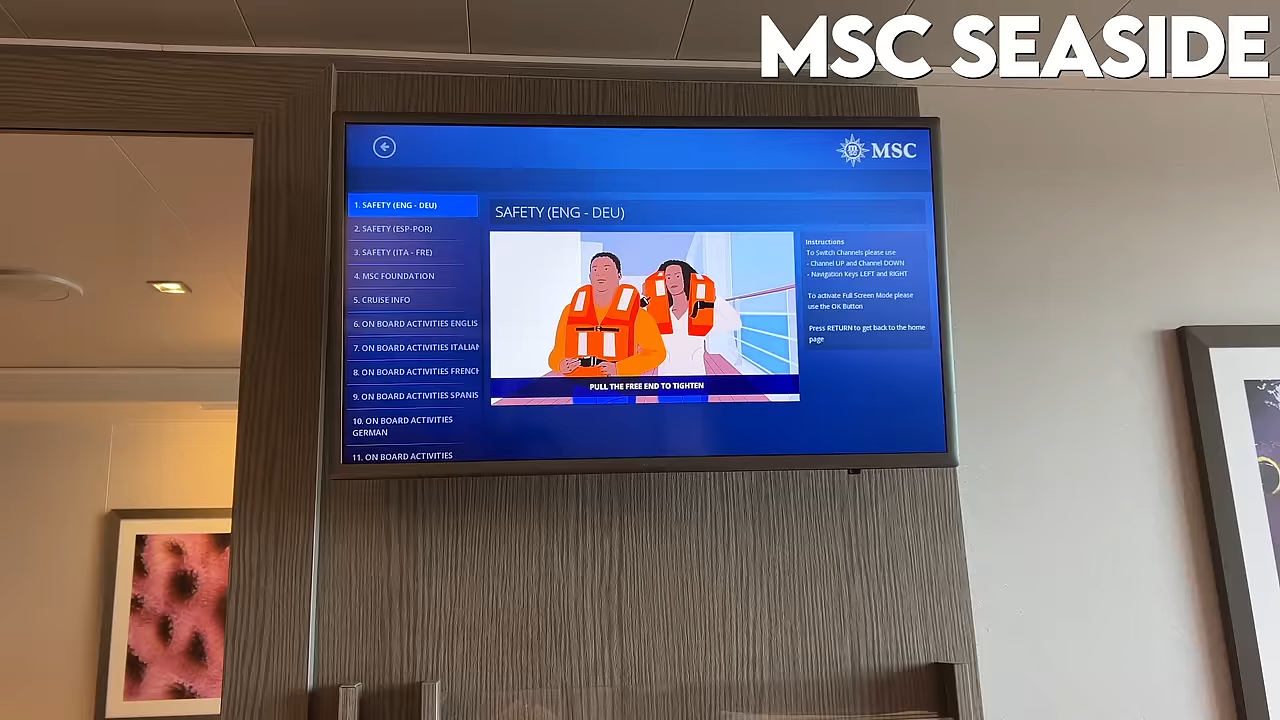 MSC SEASIDE
MSC
1. SAFETY (ENG - DEU)
2. SAFETY (ESP-POR)
3. SAFETY (ITA - FRE)
4. MSC FOUNDATION
5. CRUISE INFO
6. ON BOARD ACTIVITIES ENGLIS
7. ON BOARD ACTIVITIES ITALIAN
8. ON BOARD ACTIVITIES FRENCH
9. ON BOARD ACTIVITIES SPANIS
10. ON BOARD ACTIVITIES
GERMAN
11. ON BOARD ACTIVITIES
SAFETY (ENG - DEU)
PULL THE FREE END TO TIGHTEN
Instructions
To Switch Channels please use
- Channel UP and Channel DOWN
- Navigation Keys LEFT and RIGHT
To activate Full Screen Mode please
use the OK Button
Press RETURN to get back to the home
page